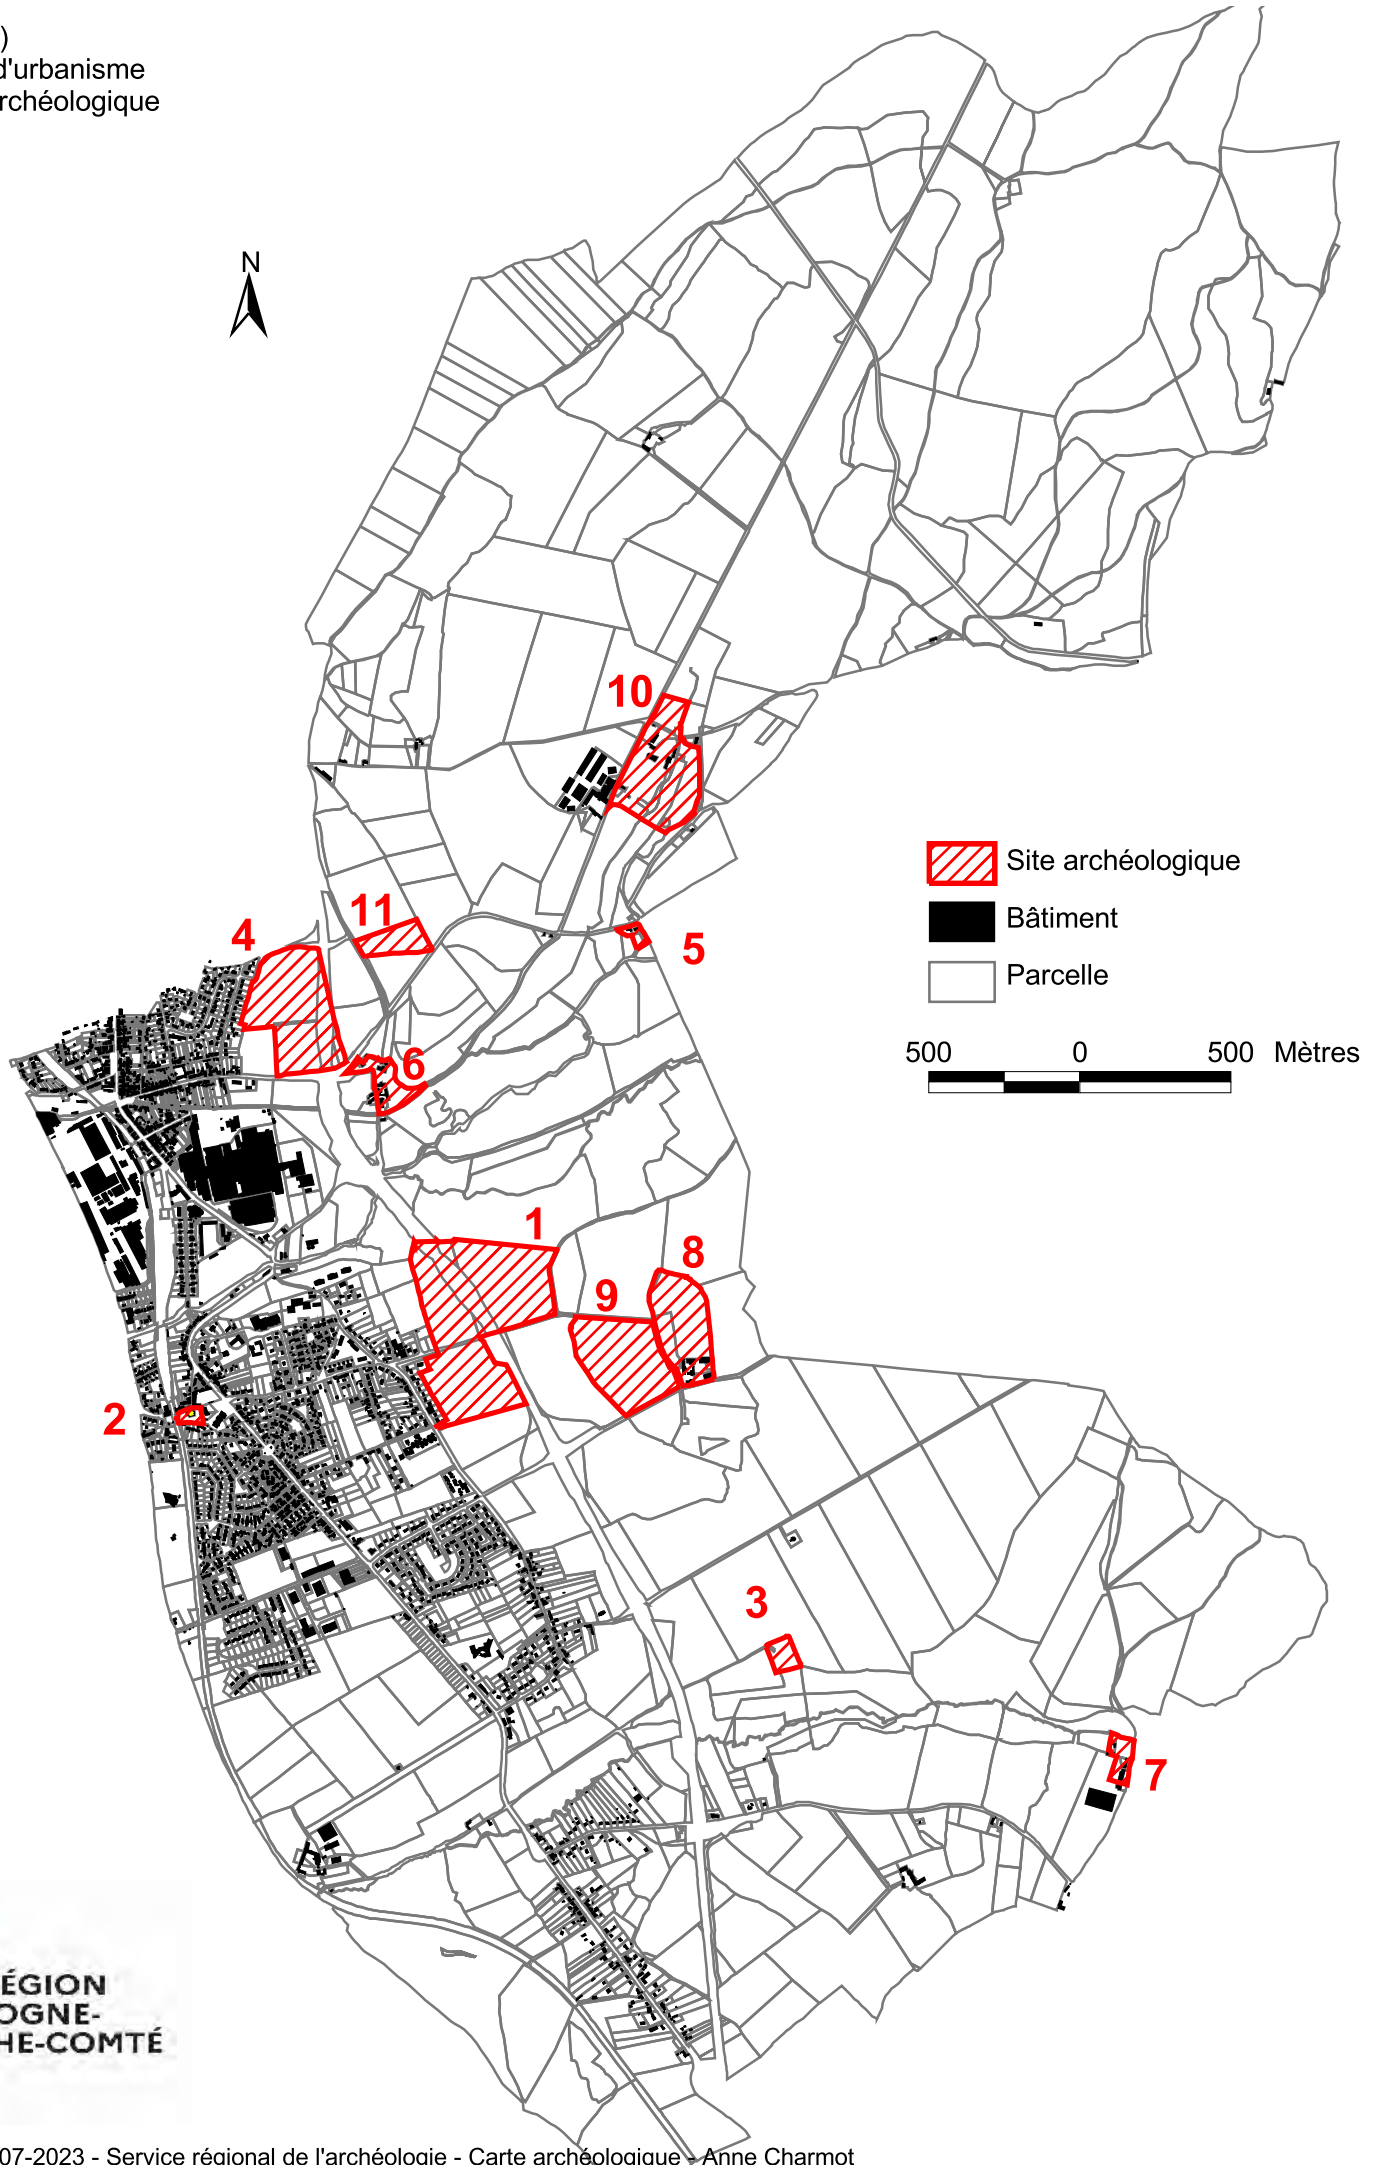 )
d'urbanisme
rchéologique
N
10
11
4
5
Site archéologique
Bâtiment
Parcelle
500 0 500 Mètres
6
1
8
9
2
3
7
ÉGION
OGNE-
HE-COMTÉ
07-2023 - Service régional de l'archéologie - Carte archéologique - Anne Charmot